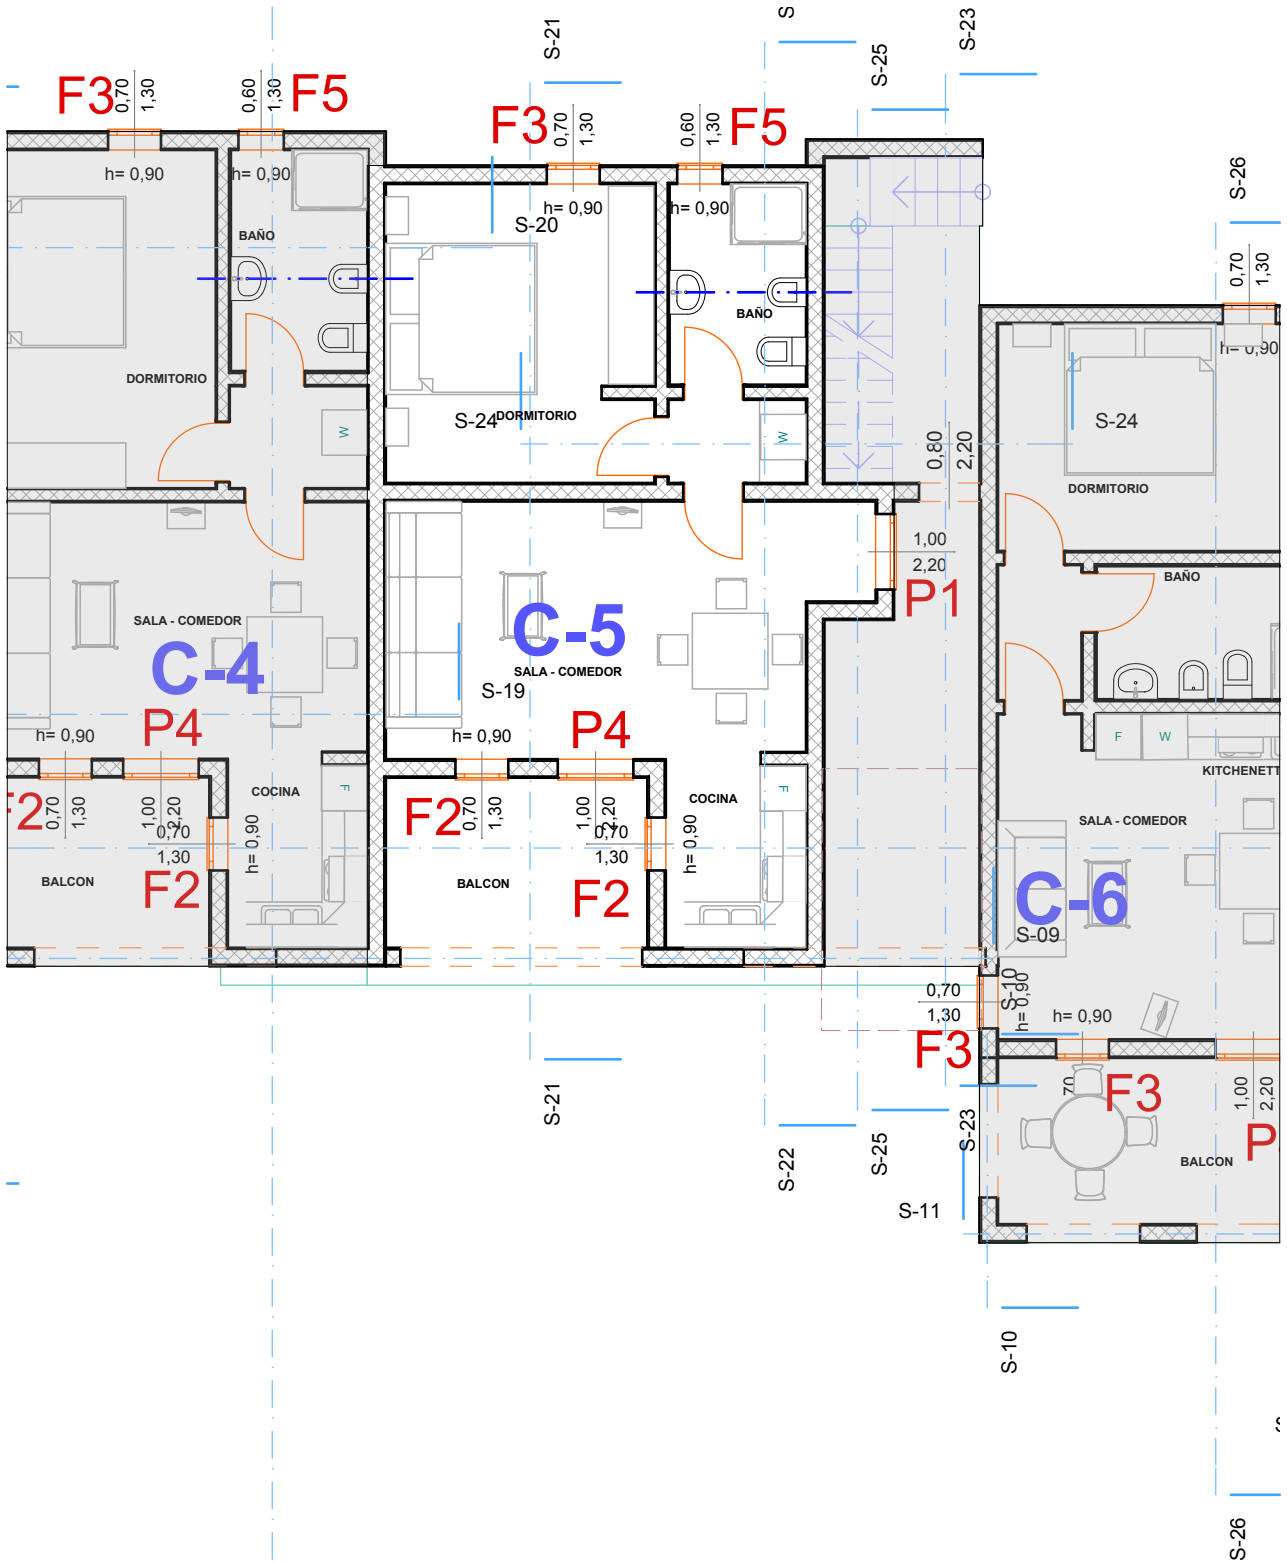 S-21
S
S-25
S-23
F3
0,70
1,30
0,60
1,30
F5
F3
0,70
1,30
0,60
1,30
F5
S-26
h= 0,90
h= 0,90
h= 0,90
h= 0,90
S-20
BAÑO
BAÑO
0,70
1,30
h= 0,90
DORMITORIO
S-24
DORMITORIO
S-24
W
W
0,80
2,20
DORMITORIO
1,00
2,20
P1
BAÑO
SALA - COMEDOR
C-4
C-5
SALA - COMEDOR
S-19
h= 0,90
P4
h= 0,90
P4
F
W
KITCHENETT
COCINA
F
COCINA
F
F2
0,70
1,30
1,00
2,20
0,70
1,30
h= 0,90
F2
0,70
1,30
1,00
2,20
0,70
1,30
h= 0,90
SALA - COMEDOR
BALCON
F2
BALCON
F2
C-6
S-09
0,70
1,30
S-10
h= 0,90
h= 0,90
F3
70
F3
1,00
2,20
P
S-21
S-22
S-25
S-23
BALCON
S-11
S-10
S-26